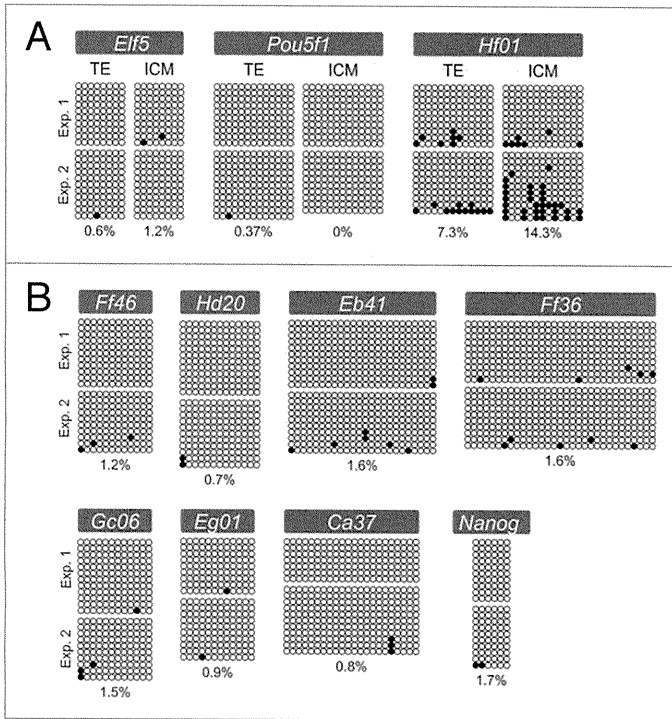 A
Elf5 Pou5f1 Hf01
TE ICM TE ICM TE ICM
Exp. 1
Exp. 2
0.6% 1.2% 0.37% 0% 7.3% 14.3%
B
Ff46 Hd20 Eb41 Ff36
Exp. 1
Exp. 2
1.2% 0.7% 1.6% 1.6%
Gc06 Eg01 Ca37 Nanog
Exp. 1
Exp. 2
1.5% 0.9% 0.8% 1.7%